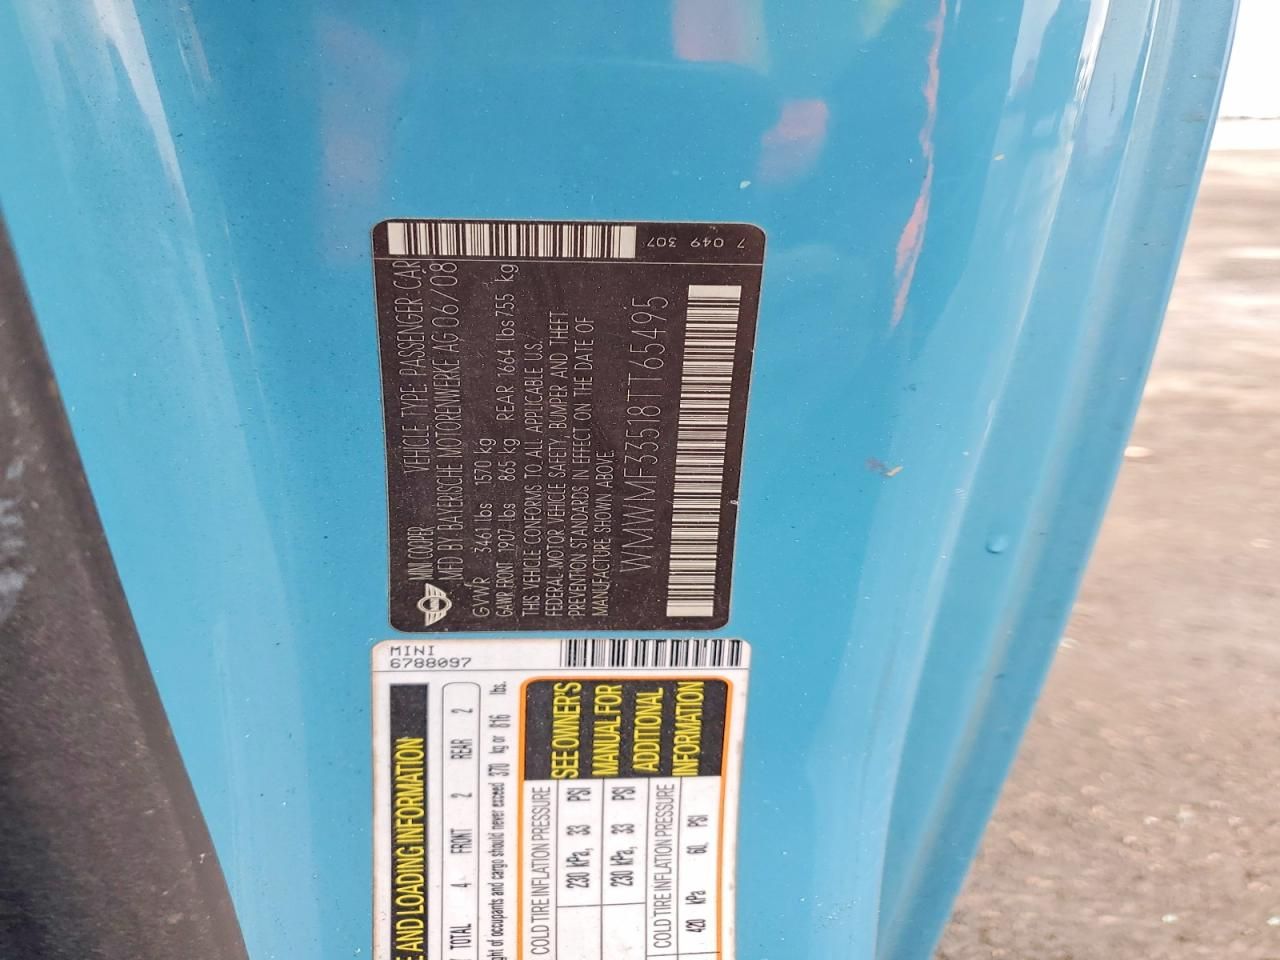 7 049 307
MINI COOPER VEHICLE TYPE: PASSENGER CAR
MFD BY BAYERISCHE MOTORENWERKE AG 06/08
GVWR 3461 lbs 1570 kg
GAWR FRONT 1907 lbs 865 kg REAR 1664 lbs 755 kg
THIS VEHICLE CONFORMS TO ALL APPLICABLE U.S.
FEDERAL MOTOR VEHICLE SAFETY, BUMPER AND THEFT
PREVENTION STANDARDS IN EFFECT ON THE DATE OF
MANUFACTURE SHOWN ABOVE.
WMWMF33518TT65495
MINI
6788097
E AND LOADING INFORMATION
TOTAL 4 FRONT 2 REAR 2
ght of occupants and cargo should never exceed 370 kg or 816 lbs.
COLD TIRE INFLATION PRESSURE
230 kPa, 33 PSI
230 kPa, 33 PSI
COLD TIRE INFLATION PRESSURE
420 kPa 60 PSI
SEE OWNER'S
MANUAL FOR
ADDITIONAL
INFORMATION